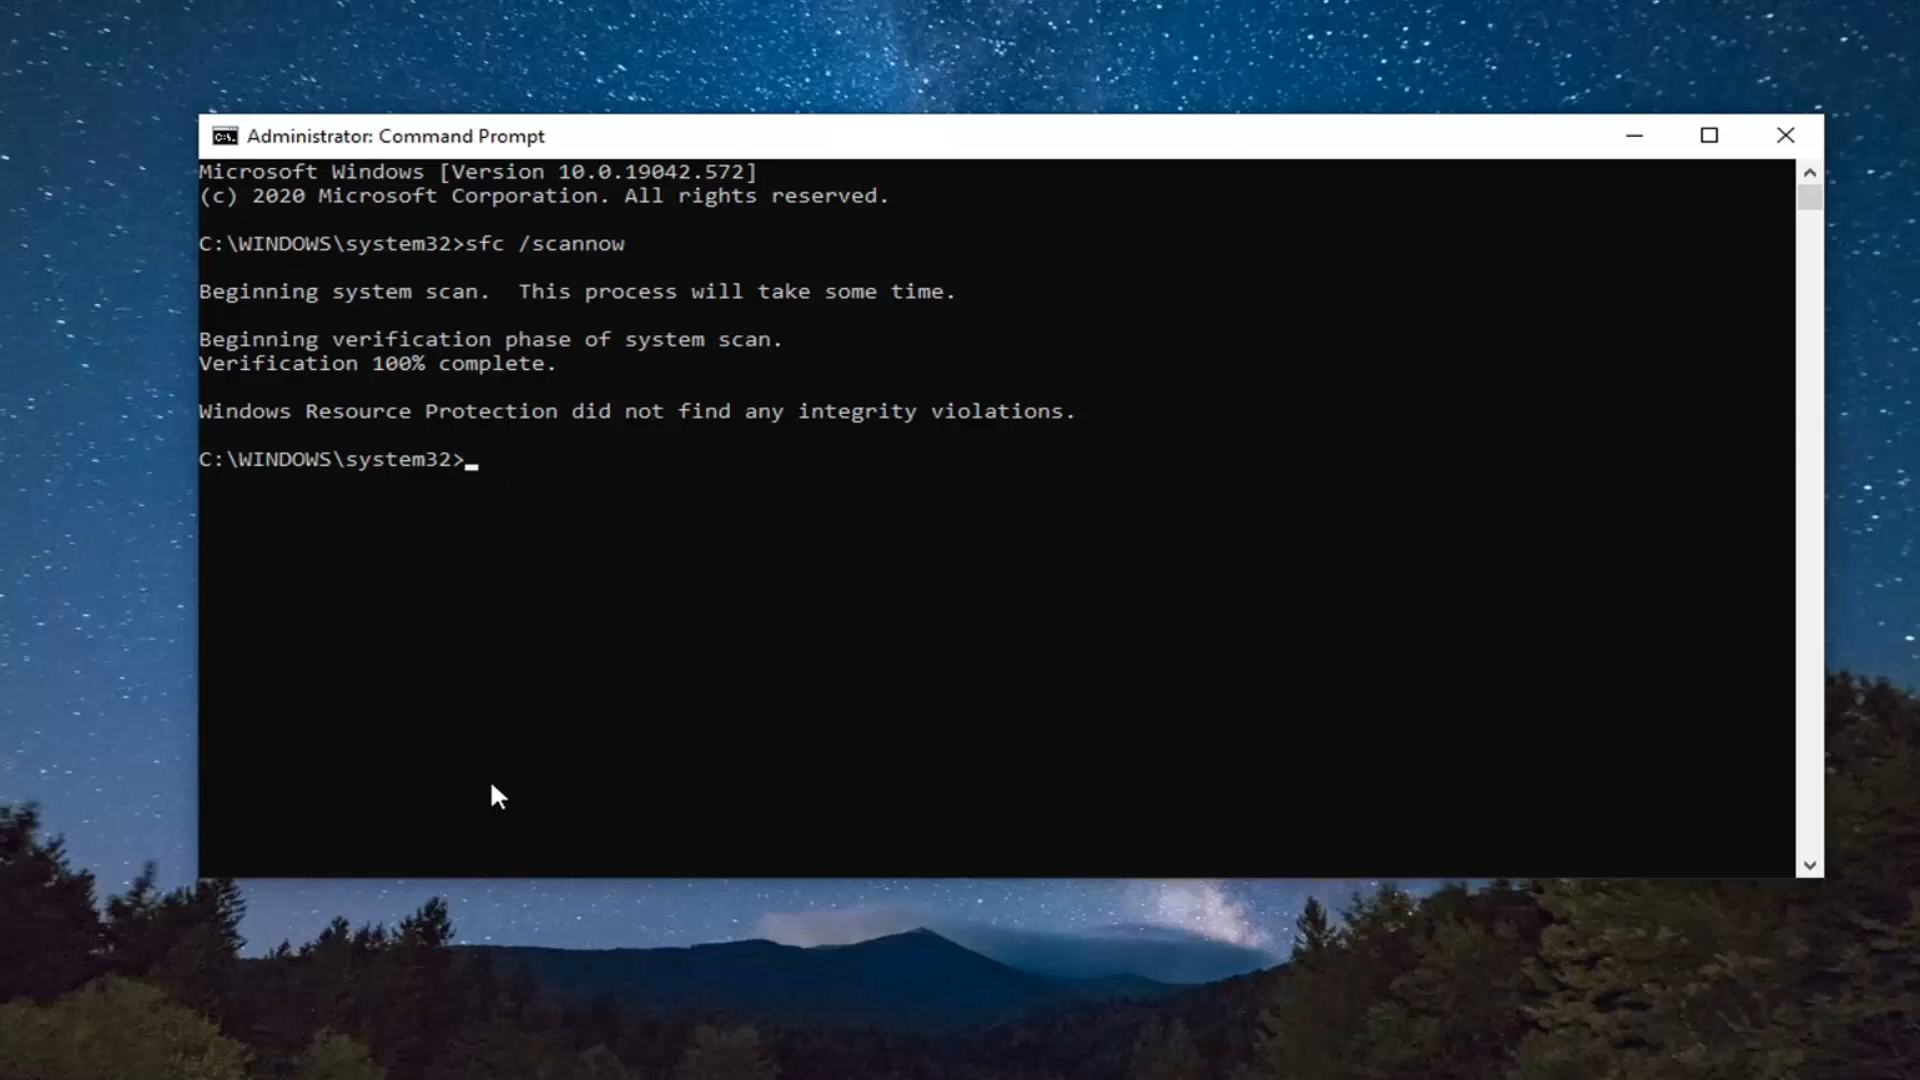 Administrator: Command Prompt
Microsoft Windows [Version 10.0.19042.572]
(c) 2020 Microsoft Corporation. All rights reserved.
C:\WINDOWS\system32>sfc /scannow
Beginning system scan.  This process will take some time.
Beginning verification phase of system scan.
Verification 100% complete.
Windows Resource Protection did not find any integrity violations.
C:\WINDOWS\system32>